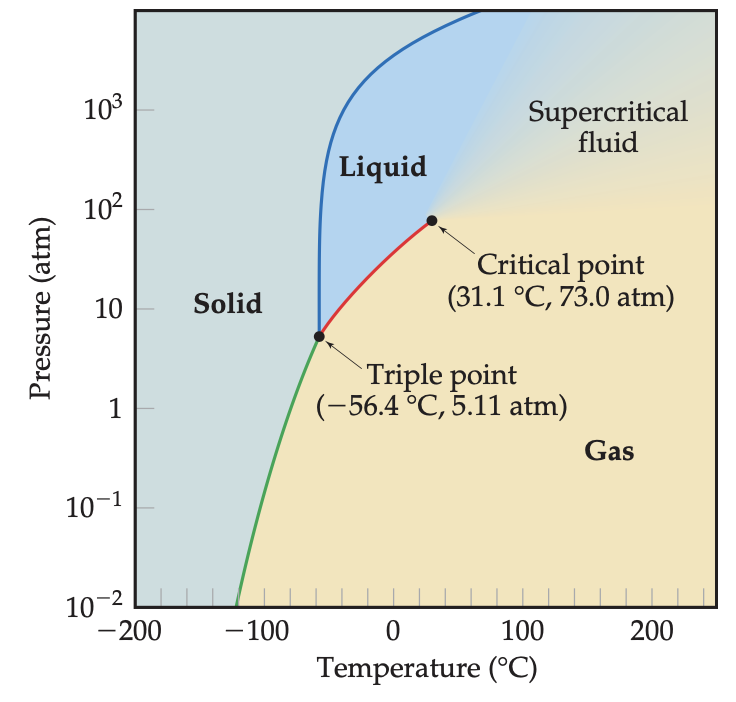 Pressure (atm)
10³
10²
10
1
10⁻¹
10⁻²
Solid
Liquid
Supercritical
fluid
Critical point
(31.1 °C, 73.0 atm)
Triple point
(−56.4 °C, 5.11 atm)
Gas
−200
−100
0
100
200
Temperature (°C)